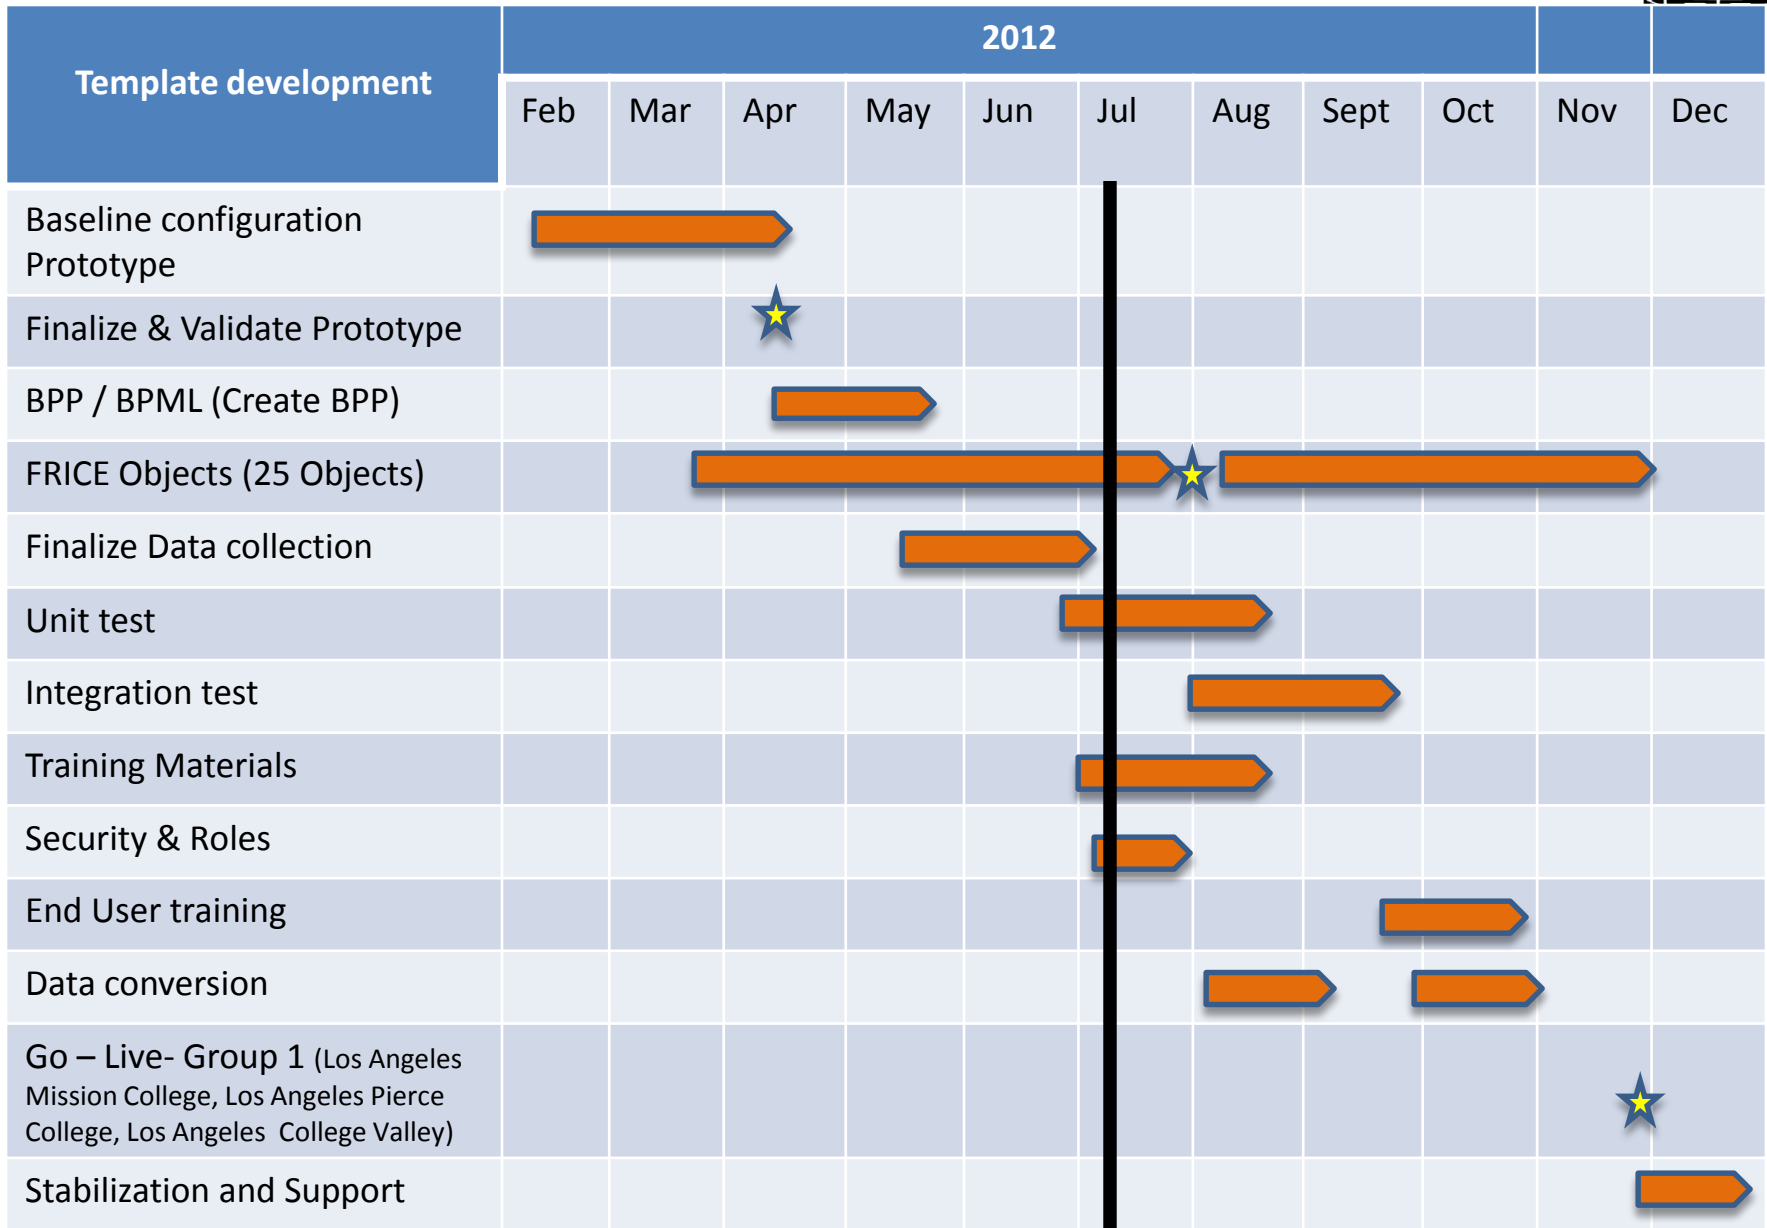 Template development
2012
Feb Mar Apr May Jun Jul Aug Sept Oct Nov Dec
Baseline configuration
Prototype
Finalize & Validate Prototype
BPP / BPML (Create BPP)
FRICE Objects (25 Objects)
Finalize Data collection
Unit test
Integration test
Training Materials
Security & Roles
End User training
Data conversion
Go – Live- Group 1 (Los Angeles
Mission College, Los Angeles Pierce
College, Los Angeles  College Valley)
Stabilization and Support